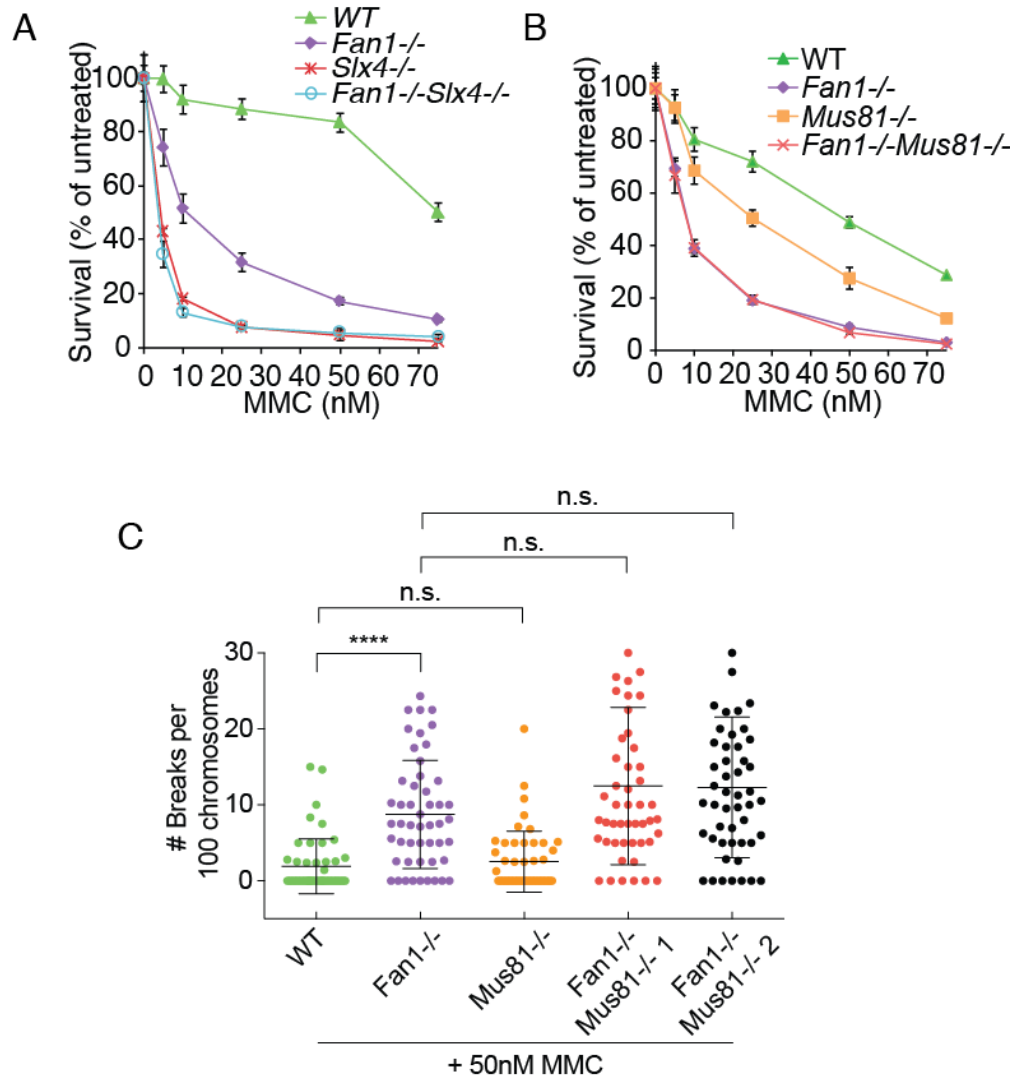 A
WT
Fan1-/-
Slx4-/-
Fan1-/-Slx4-/-
Survival (% of untreated)
100
80
60
40
20
0
0 10 20 30 40 50 60 70
MMC (nM)
B
WT
Fan1-/-
Mus81-/-
Fan1-/-Mus81-/-
Survival (% of untreated)
100
80
60
40
20
0
0 10 20 30 40 50 60 70
MMC (nM)
C
n.s.
n.s.
n.s.
****
# Breaks per
100 chromosomes
30
20
10
0
WT
Fan1-/-
Mus81-/-
Fan1-/-
Mus81-/- 1
Fan1-/-
Mus81-/- 2
+ 50nM MMC